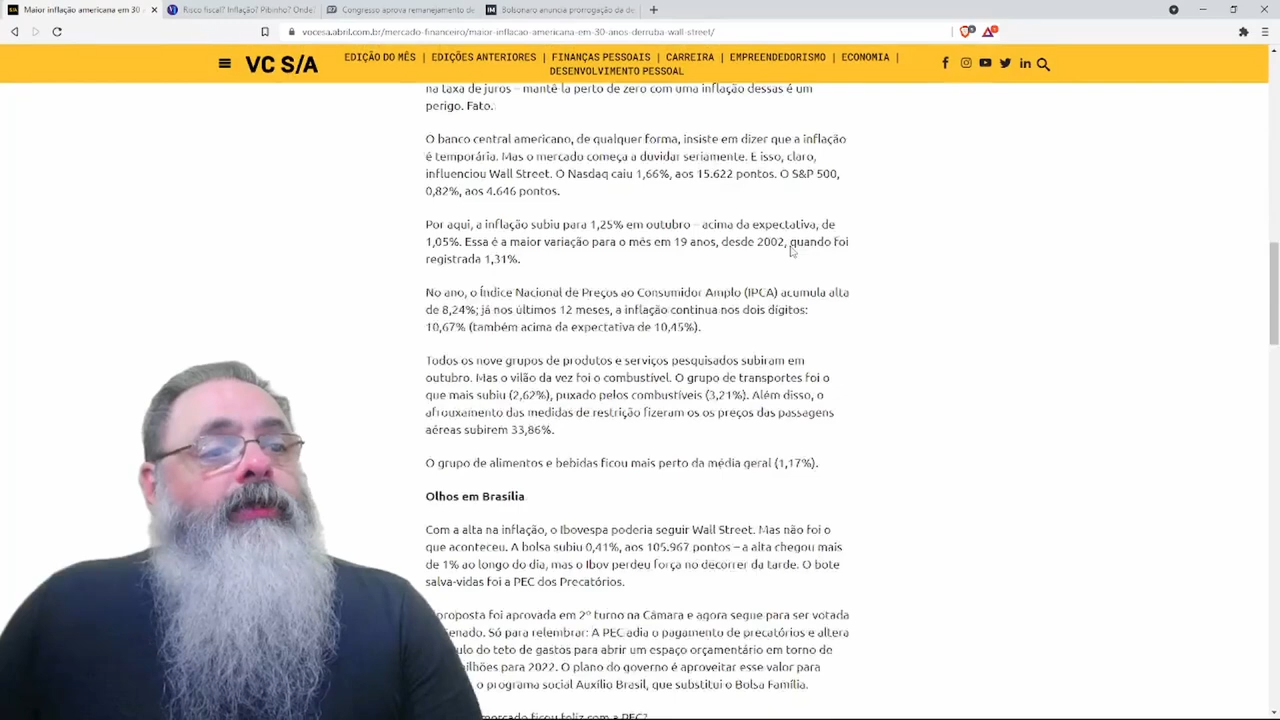 Maior inflação americana em 30
Risco fiscal? Inflação? Pibinho? Onde
Congresso aprova remanejamento de
Bolsonaro anuncia prorrogação da de
vocesa.abril.com.br/mercado-financeiro/maior-inflacao-americana-em-30-anos-derruba-wall-street/
VC S/A
EDIÇÃO DO MÊS | EDIÇÕES ANTERIORES | FINANÇAS PESSOAIS | CARREIRA | EMPREENDEDORISMO | ECONOMIA |
DESENVOLVIMENTO PESSOAL
na taxa de juros – mantê-la perto de zero com uma inflação dessas é um
perigo. Fato.
O banco central americano, de qualquer forma, insiste em dizer que a inflação
é temporária. Mas o mercado começa a duvidar seriamente. E isso, claro,
influenciou Wall Street. O Nasdaq caiu 1,66%, aos 15.622 pontos. O S&P 500,
0,82%, aos 4.646 pontos.
Por aqui, a inflação subiu para 1,25% em outubro – acima da expectativa, de
1,05%. Essa é a maior variação para o mês em 19 anos, desde 2002, quando foi
registrada 1,31%.
No ano, o Índice Nacional de Preços ao Consumidor Amplo (IPCA) acumula alta
de 8,24%; já nos últimos 12 meses, a inflação continua nos dois dígitos:
10,67% (também acima da expectativa de 10,45%).
Todos os nove grupos de produtos e serviços pesquisados subiram em
outubro. Mas o vilão da vez foi o combustível. O grupo de transportes foi o
que mais subiu (2,62%), puxado pelos combustíveis (3,21%). Além disso, o
afrouxamento das medidas de restrição fizeram os os preços das passagens
aéreas subirem 33,86%.
O grupo de alimentos e bebidas ficou mais perto da média geral (1,17%).
Olhos em Brasília
Com a alta na inflação, o Ibovespa poderia seguir Wall Street. Mas não foi o
que aconteceu. A bolsa subiu 0,41%, aos 105.967 pontos – a alta chegou mais
de 1% ao longo do dia, mas o Ibov perdeu força no decorrer da tarde. O bote
salva-vidas foi a PEC dos Precatórios.
proposta foi aprovada em 2º turno na Câmara e agora segue para ser votada
enado. Só para relembrar: A PEC adia o pagamento de precatórios e altera
ulo do teto de gastos para abrir um espaço orçamentário em torno de
ilhões para 2022. O plano do governo é aproveitar esse valor para
o programa social Auxílio Brasil, que substitui o Bolsa Família.
mercado ficou feliz com a PEC?